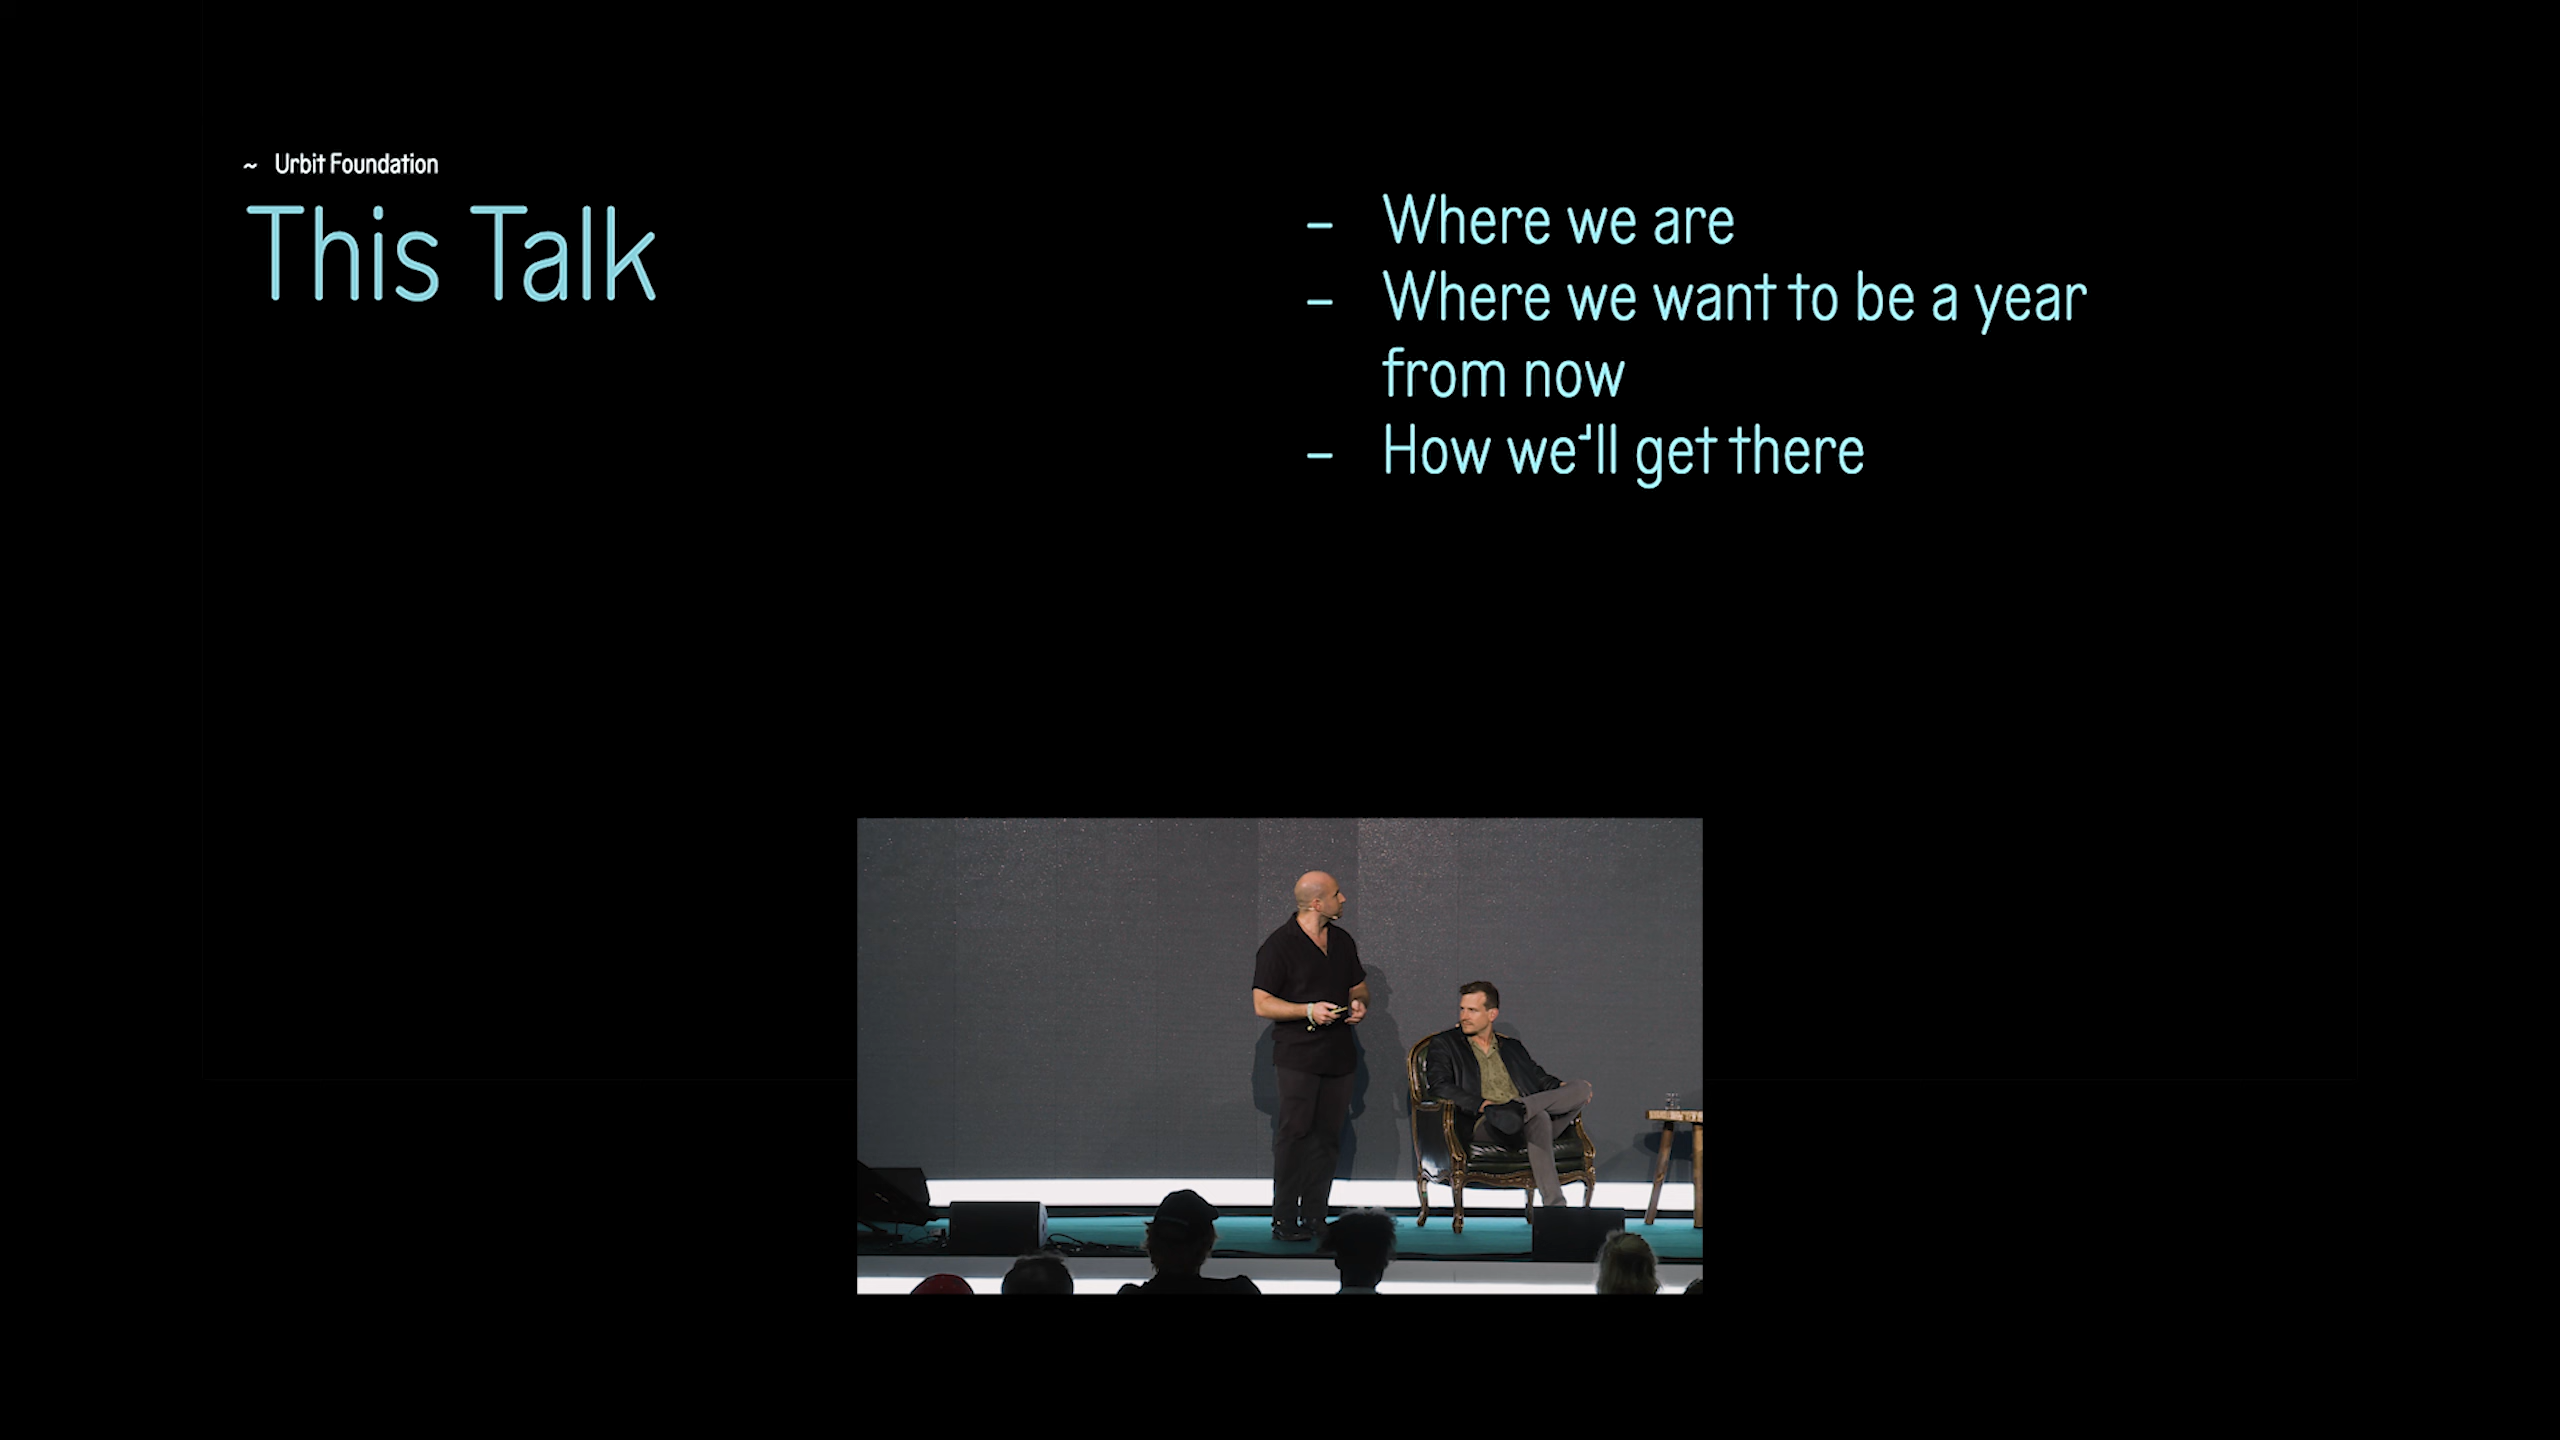 ~ Urbit Foundation
This Talk
– Where we are
– Where we want to be a year
from now
– How we'll get there